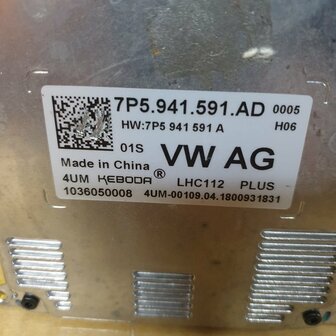 7P5.941.591.AD 0005
HW:7P5 941 591 A H06
01S VW AG
Made in China
4UM KEBODA® LHC112 PLUS
1036050008 4UM-00109.04.1800931831